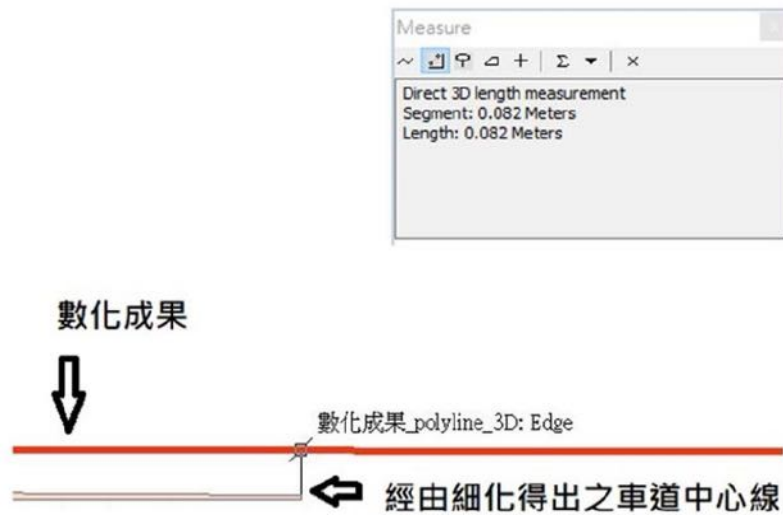 Measure
Direct 3D length measurement
Segment: 0.082 Meters
Length: 0.082 Meters
數化成果
數化成果_polyline_3D: Edge
經由細化得出之車道中心線